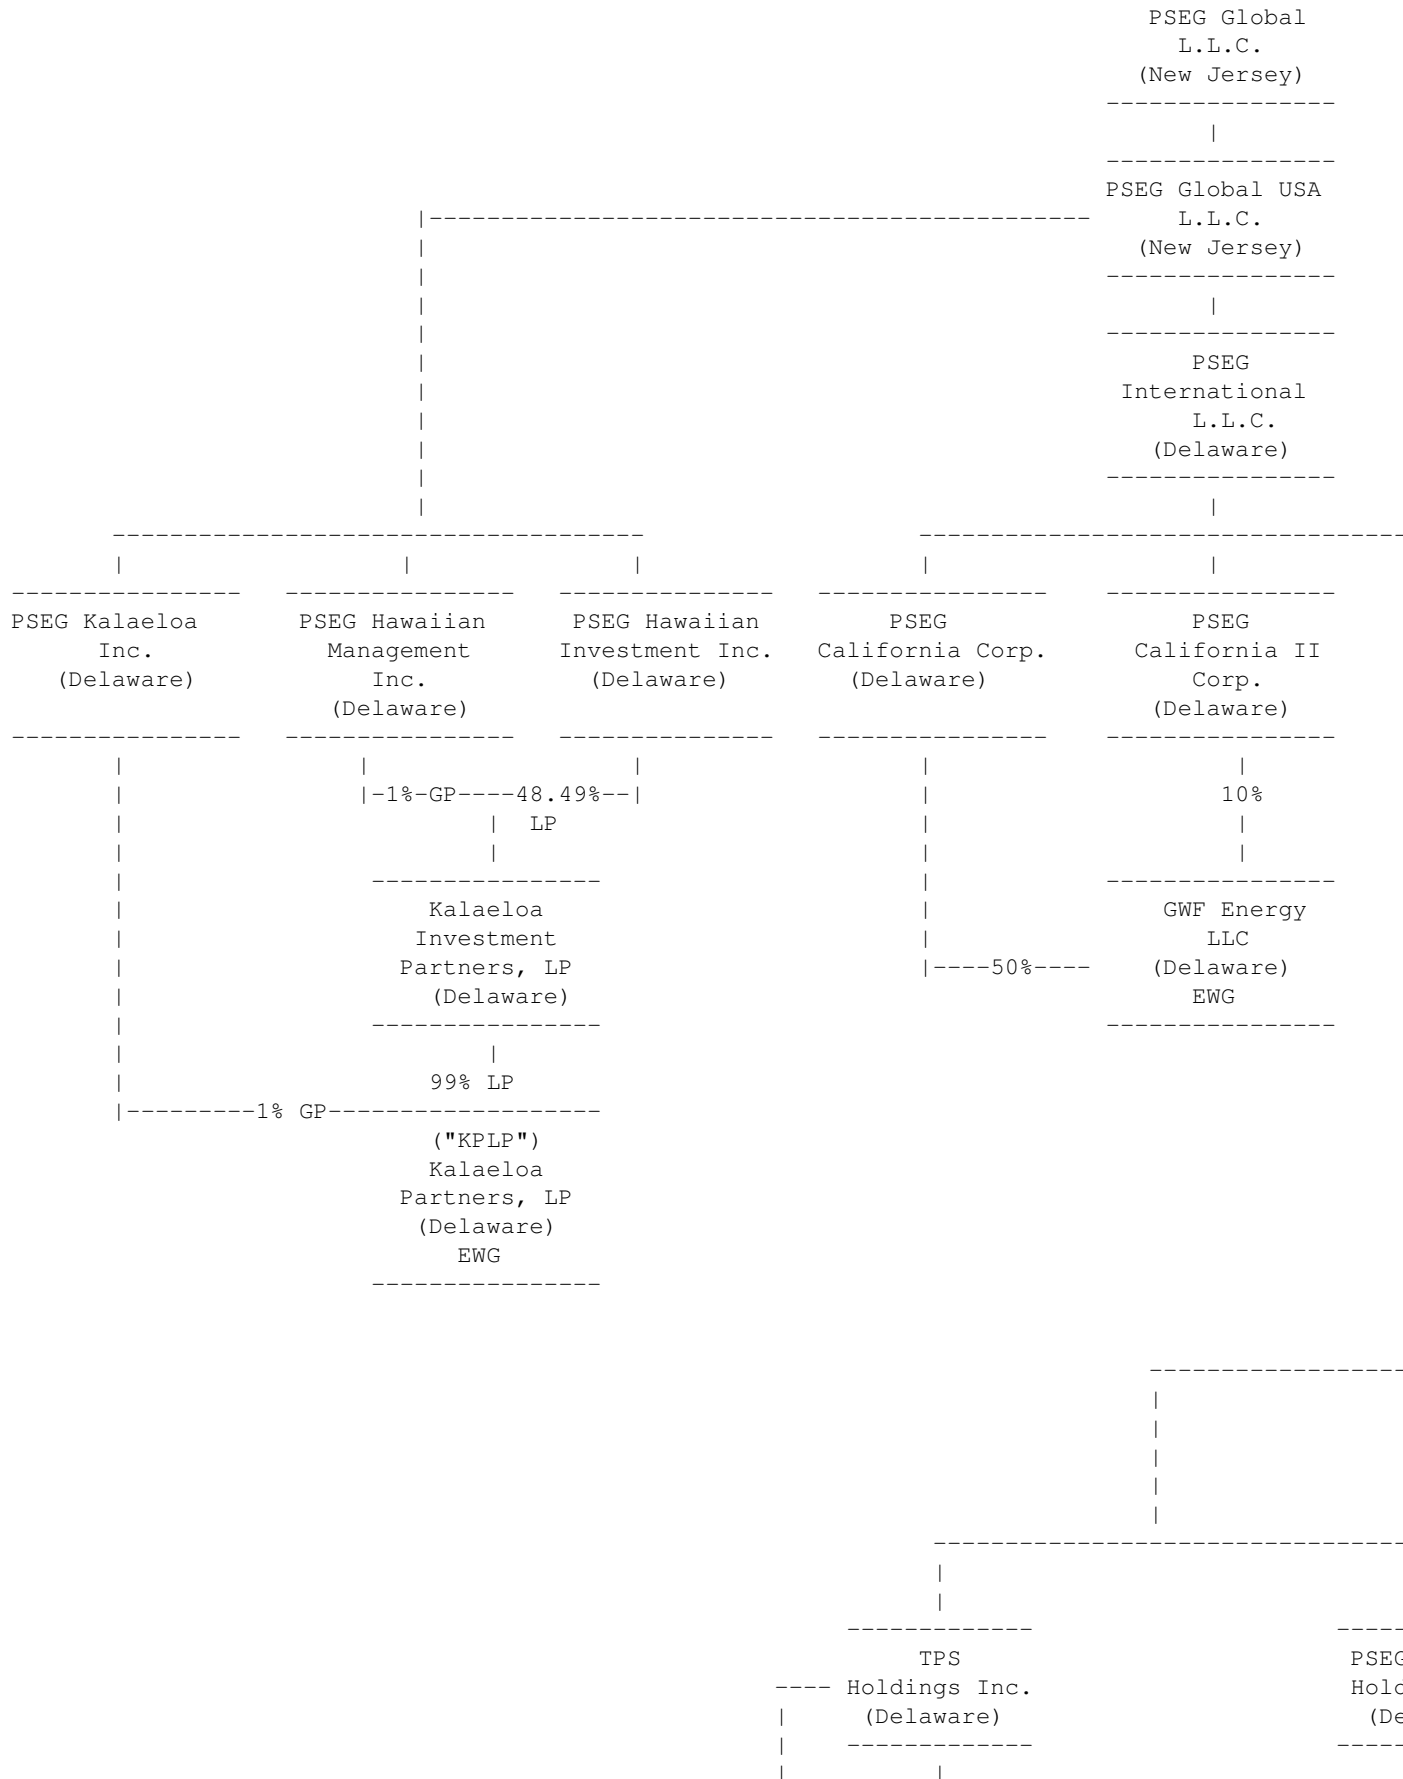 PSEG Global
L.L.C.
(New Jersey)
----------------
|
----------------
PSEG Global USA
|---------------------------------------------- L.L.C.
| (New Jersey)
| ----------------
| |
| ----------------
| PSEG
| International
| L.L.C.
| (Delaware)
| ----------------
| |
------------------------------------- ----------------------------------
| | | | |
---------------- ---------------- --------------- ---------------- ----------------
PSEG Kalaeloa PSEG Hawaiian PSEG Hawaiian PSEG PSEG
Inc. Management Investment Inc. California Corp. California II
(Delaware) Inc. (Delaware) (Delaware) Corp.
(Delaware) (Delaware)
---------------- ---------------- --------------- ---------------- ----------------
| | | | |
| |-1%-GP----48.49%--| | 10%
| | LP | |
| | | |
| ---------------- | ----------------
| Kalaeloa | GWF Energy
| Investment | LLC
| Partners, LP |----50%---- (Delaware)
| (Delaware) EWG
| ---------------- ----------------
| |
| 99% LP
|---------1% GP-------------------
("KPLP")
Kalaeloa
Partners, LP
(Delaware)
EWG
----------------
------------------
|
|
|
|
|
---------------------------------
|
|
------------- -----
TPS PSEG
---- Holdings Inc. Hold
| (Delaware) (De
| ------------- -----
| |